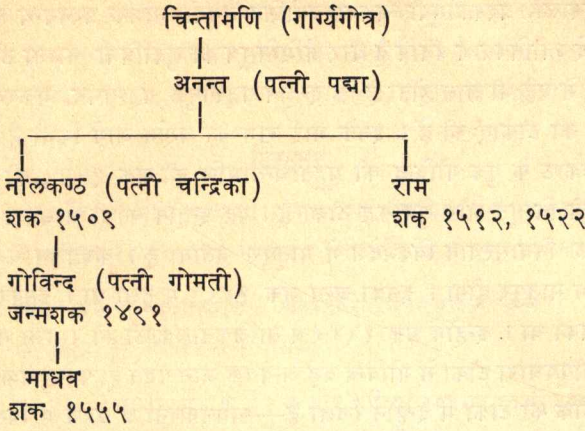 चिन्तामणि (गार्ग्यगोत्र)
अनन्त (पत्नी पद्मा)
नीलकण्ठ (पत्नी चन्द्रिका)
शक १५०९
राम
शक १५१२, १५२२
गोविन्द (पत्नी गोमती)
जन्मशक १४९१
माधव
शक १५५५